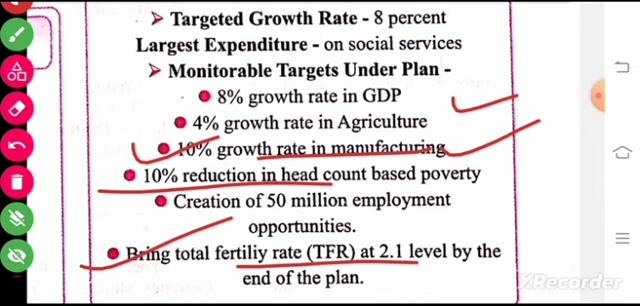 ➢ Targeted Growth Rate - 8 percent
Largest Expenditure - on social services
➢ Monitorable Targets Under Plan -
● 8% growth rate in GDP
● 4% growth rate in Agriculture
● 10% growth rate in manufacturing
● 10% reduction in head count based poverty
● Creation of 50 million employment
opportunities.
● Bring total fertiliy rate (TFR) at 2.1 level by the
end of the plan.
XRecorder